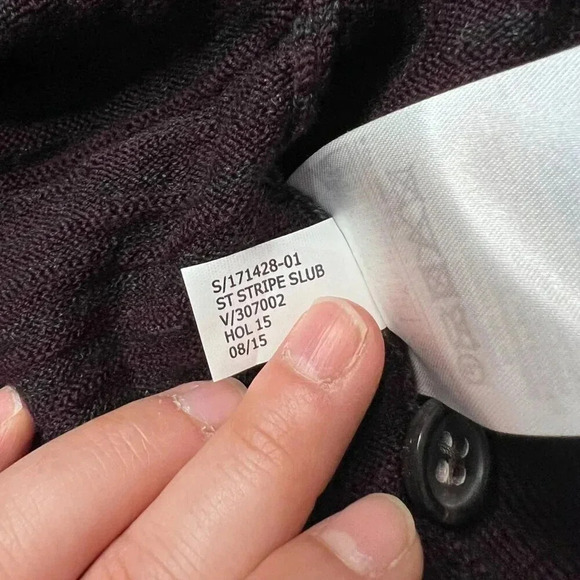 S/171428-01
ST STRIPE SLUB
V/307002
HOL 15
08/15